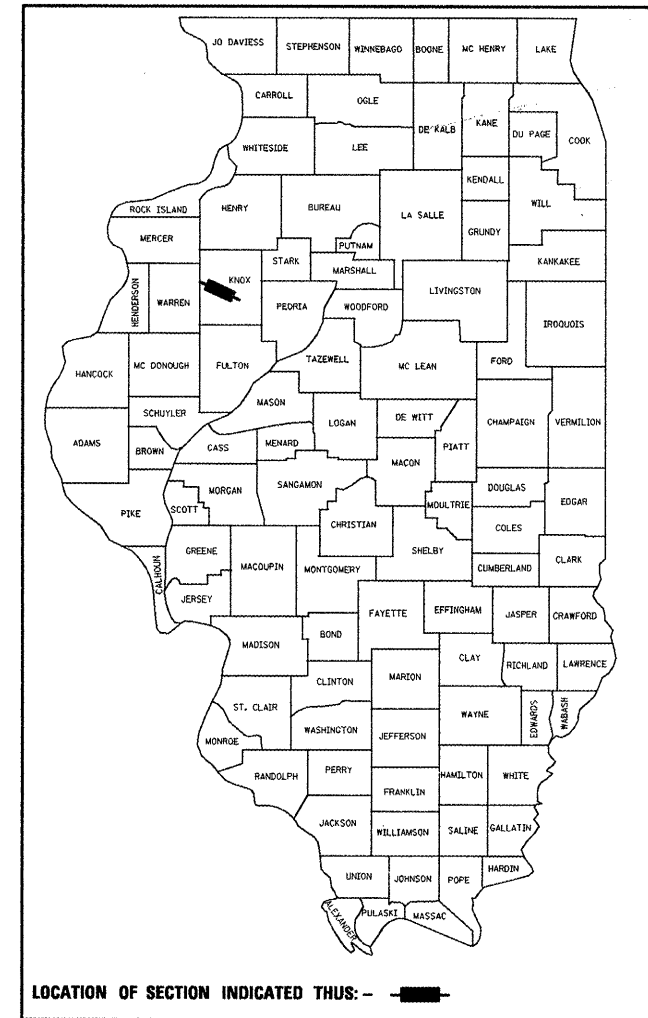 JO DAVIESS STEPHENSON WINNEBAGO BOONE MC HENRY LAKE
CARROLL OGLE DE KALB KANE DU PAGE COOK
WHITESIDE LEE
KENDALL WILL
ROCK ISLAND HENRY BUREAU LA SALLE GRUNDY
MERCER PUTNAM KANKAKEE
STARK MARSHALL
HENDERSON WARREN KNOX PEORIA WOODFORD LIVINGSTON IROQUOIS
HANCOCK MC DONOUGH FULTON TAZEWELL MC LEAN FORD
SCHUYLER MASON LOGAN DE WITT CHAMPAIGN VERMILION
ADAMS BROWN CASS MENARD PIATT
MACON
PIKE SCOTT MORGAN SANGAMON MOULTRIE DOUGLAS EDGAR
CHRISTIAN COLES
CALHOUN GREENE MACOUPIN MONTGOMERY SHELBY CUMBERLAND CLARK
JERSEY FAYETTE EFFINGHAM JASPER CRAWFORD
MADISON BOND
CLAY RICHLAND LAWRENCE
CLINTON MARION
ST. CLAIR WAYNE EDWARDS WABASH
MONROE WASHINGTON JEFFERSON
RANDOLPH PERRY HAMILTON WHITE
FRANKLIN
JACKSON WILLIAMSON SALINE GALLATIN
UNION JOHNSON POPE HARDIN
ALEXANDER PULASKI MASSAC
LOCATION OF SECTION INDICATED THUS: -